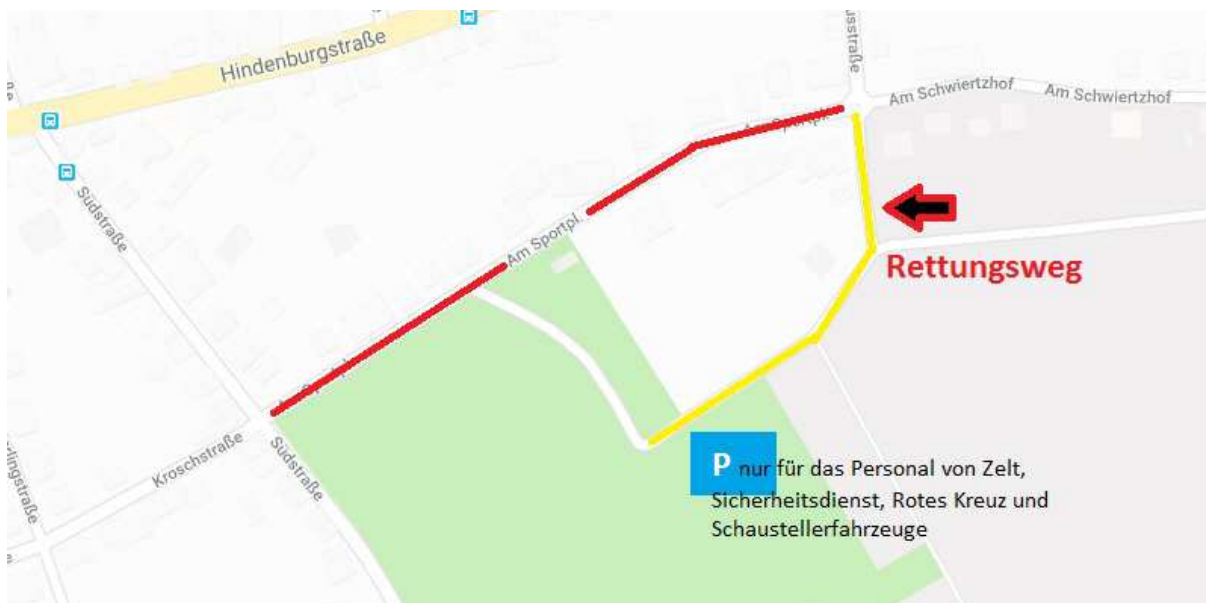 Hindenburgstraße
Am Schwiertzhof
Am Schwiertzhof
Am Sportpl.
Südstraße
Am Sportpl.
Rettungsweg
Kroschstraße
Südstraße
P nur für das Personal von Zelt,
Sicherheitsdienst, Rotes Kreuz und
Schaustellerfahrzeuge